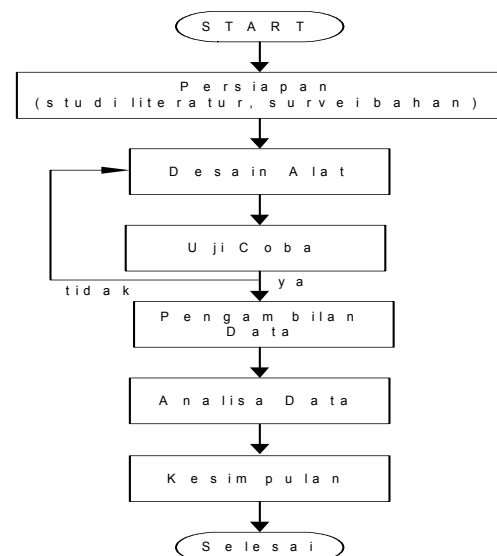 START
Persiapan
(studi literatur, survei bahan)
Desain Alat
Uji Coba
tidak
ya
Pengambilan
Data
Analisa Data
Kesimpulan
Selesai